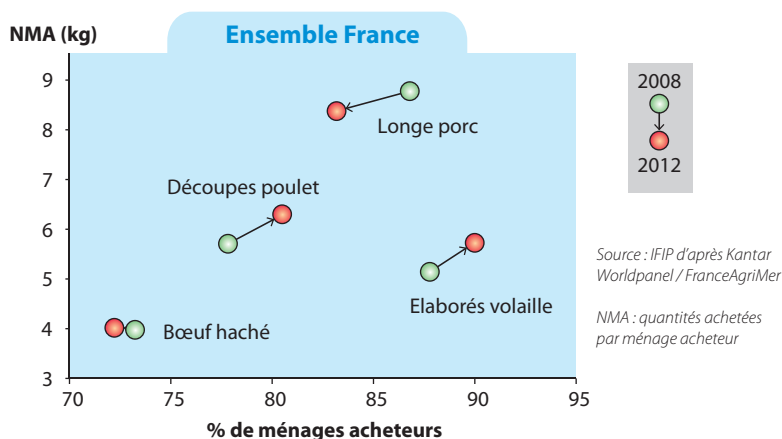 NMA (kg)
Ensemble France
9
8
7
6
5
4
3
70
75
80
85
90
95
% de ménages acheteurs
Longe porc
Découpes poulet
Elaborés volaille
Bœuf haché
2008
2012
Source : IFIP d'après Kantar
Worldpanel / FranceAgriMer
NMA : quantités achetées
par ménage acheteur